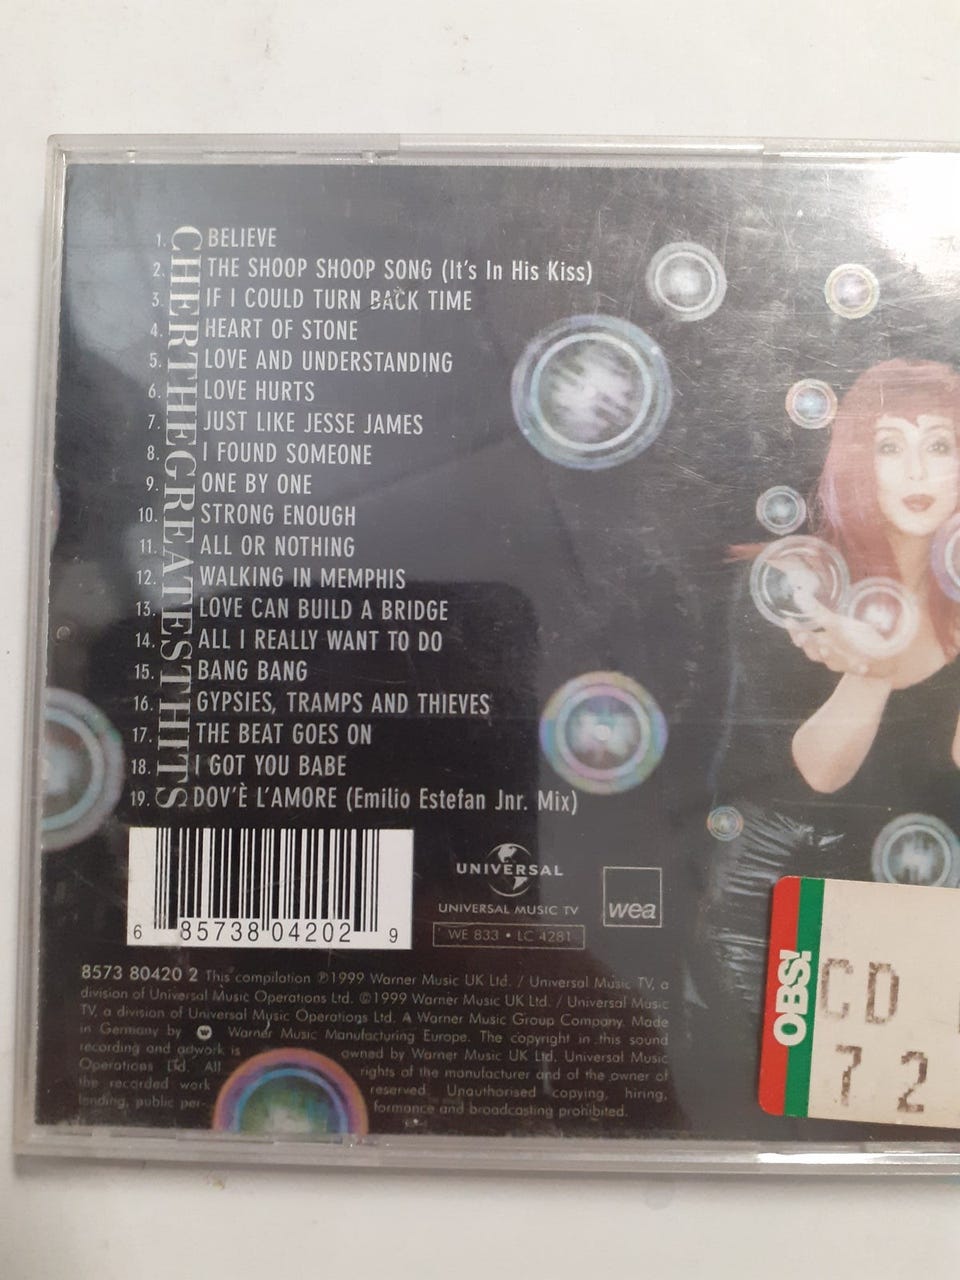 CHERTHEGREATESTHITS
1. BELIEVE
2. THE SHOOP SHOOP SONG (It's In His Kiss)
3. IF I COULD TURN BACK TIME
4. HEART OF STONE
5. LOVE AND UNDERSTANDING
6. LOVE HURTS
7. JUST LIKE JESSE JAMES
8. I FOUND SOMEONE
9. ONE BY ONE
10. STRONG ENOUGH
11. ALL OR NOTHING
12. WALKING IN MEMPHIS
13. LOVE CAN BUILD A BRIDGE
14. ALL I REALLY WANT TO DO
15. BANG BANG
16. GYPSIES, TRAMPS AND THIEVES
17. THE BEAT GOES ON
18. I GOT YOU BABE
19. DOV'È L'AMORE (Emilio Estefan Jnr. Mix)
6 85738 04202 9
UNIVERSAL
UNIVERSAL MUSIC TV
WE 833 • LC 4281
wea
8573 80420 2 This compilation ℗1999 Warner Music UK Ltd. / Universal Music TV, a
division of Universal Music Operations Ltd. ©1999 Warner Music UK Ltd. / Universal Music
TV, a division of Universal Music Operations Ltd. A Warner Music Group Company. Made
in Germany by Warner Music Manufacturing Europe. The copyright in this sound
recording and artwork is owned by Warner Music UK Ltd. Universal Music
Operations Ltd. All rights of the manufacturer and of the owner of
the recorded work reserved. Unauthorised copying, hiring,
lending, public per- formance and broadcasting prohibited.
OBS!
CD
72